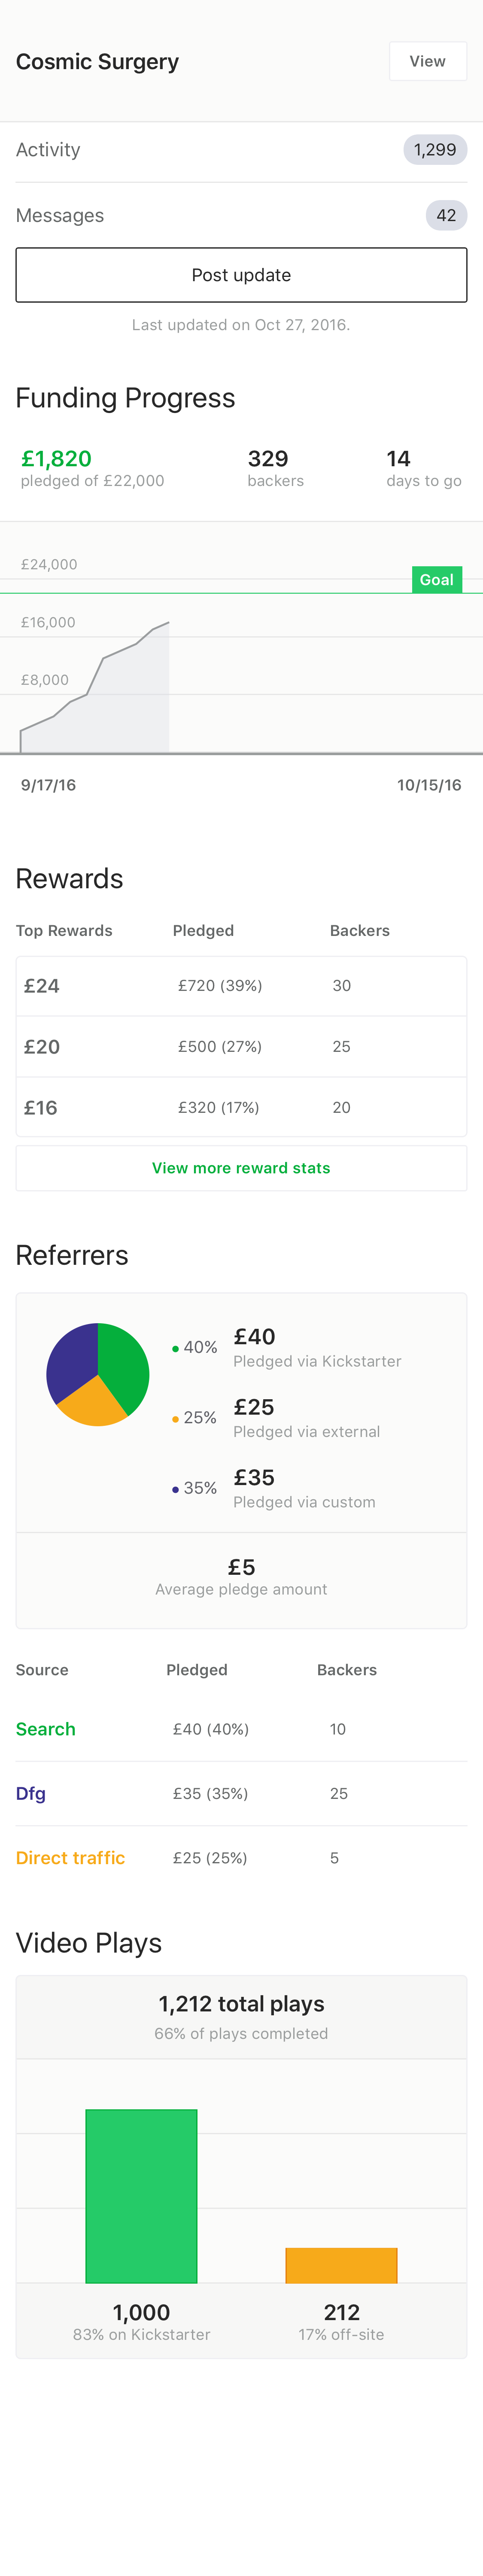 Cosmic Surgery
View
Activity
1,299
Messages
42
Post update
Last updated on Oct 27, 2016.
Funding Progress
£1,820 329 14
pledged of £22,000 backers days to go
£24,000
Goal
£16,000
£8,000
9/17/16 10/15/16
Rewards
Top Rewards Pledged Backers
£24 £720 (39%) 30
£20 £500 (27%) 25
£16 £320 (17%) 20
View more reward stats
Referrers
40% £40
Pledged via Kickstarter
25% £25
Pledged via external
35% £35
Pledged via custom
£5
Average pledge amount
Source Pledged Backers
Search £40 (40%) 10
Dfg £35 (35%) 25
Direct traffic £25 (25%) 5
Video Plays
1,212 total plays
66% of plays completed
1,000 212
83% on Kickstarter 17% off-site